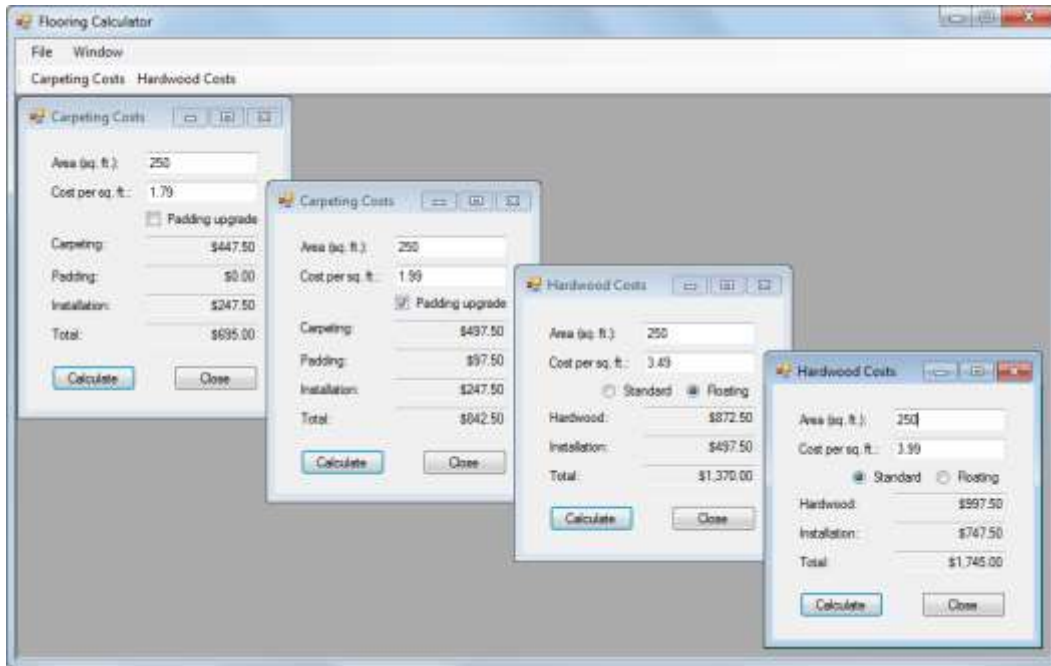 Flooring Calculator
File Window
Carpeting Costs Hardwood Costs
Carpeting Costs
Area (sq. ft.): 250
Cost per sq. ft.: 1.79
Padding upgrade
Carpeting: $447.50
Padding: $0.00
Installation: $247.50
Total: $695.00
Calculate Close
Carpeting Costs
Area (sq. ft.): 250
Cost per sq. ft.: 1.99
Padding upgrade
Carpeting: $497.50
Padding: $97.50
Installation: $247.50
Total: $842.50
Calculate Close
Hardwood Costs
Area (sq. ft.): 250
Cost per sq. ft.: 3.49
Standard Floating
Hardwood: $872.50
Installation: $497.50
Total: $1,370.00
Calculate Close
Hardwood Costs
Area (sq. ft.): 250
Cost per sq. ft.: 3.99
Standard Floating
Hardwood: $997.50
Installation: $747.50
Total: $1,745.00
Calculate Close